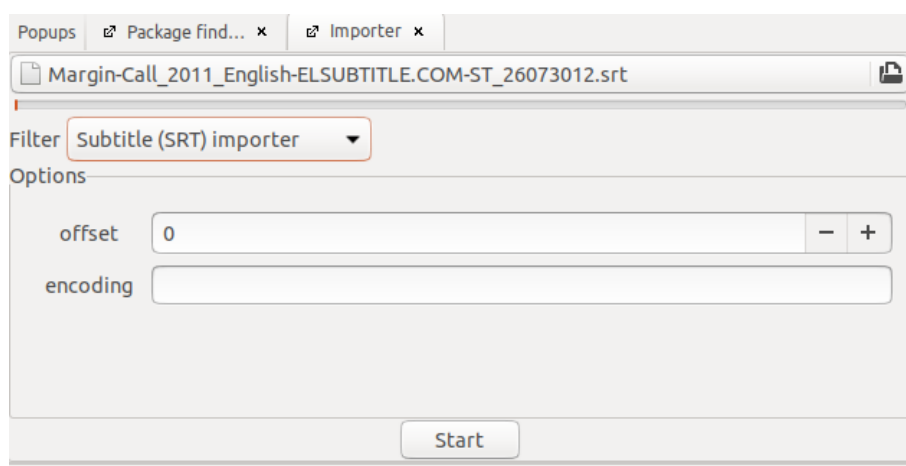 Popups Package find... × Importer ×
Margin-Call_2011_English-ELSUBTITLE.COM-ST_26073012.srt
Filter Subtitle (SRT) importer
Options
offset 0 − +
encoding
Start